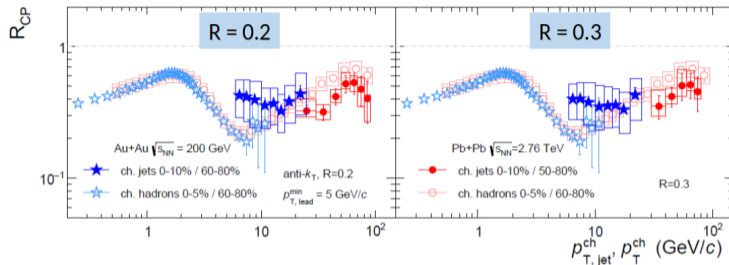 R = 0.2
R = 0.3
R_CP
1
10^-1
Au+Au √s_NN = 200 GeV
ch. jets 0-10% / 60-80%
ch. hadrons 0-5% / 60-80%
anti-k_T, R=0.2
p_T, lead^min = 5 GeV/c
Pb+Pb √s_NN=2.76 TeV
ch. jets 0-10% / 50-80%
ch. hadrons 0-5% / 60-80%
R=0.3
1 10 10^2
1 10 10^2
p_T, jet^ch, p_T^ch (GeV/c)